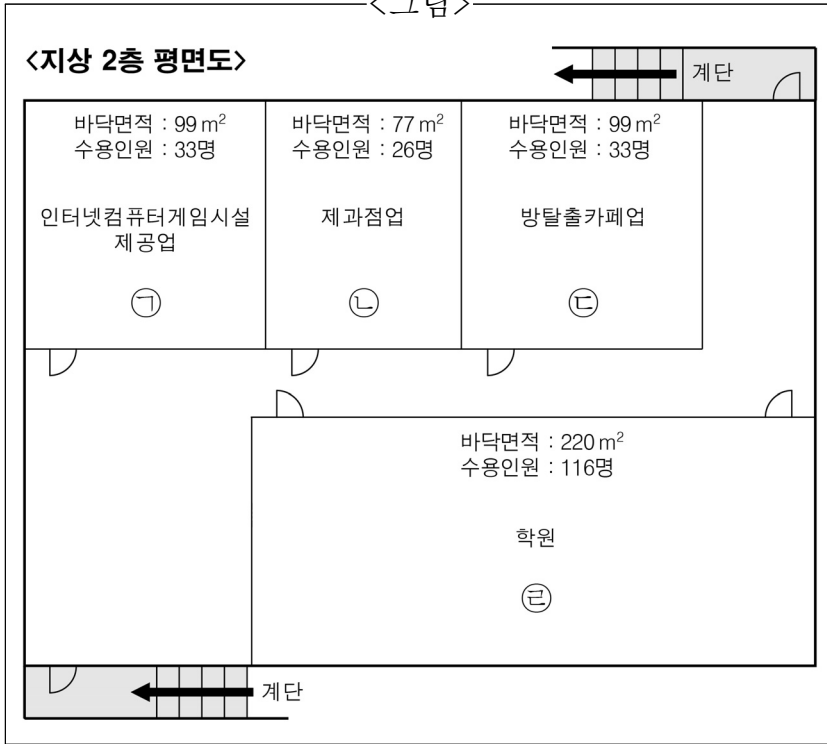 <그림>
<지상 2층 평면도>
계단
바닥면적 : 99 m²
수용인원 : 33명
인터넷컴퓨터게임시설
제공업
㉠
바닥면적 : 77 m²
수용인원 : 26명
제과점업
㉡
바닥면적 : 99 m²
수용인원 : 33명
방탈출카페업
㉢
바닥면적 : 220 m²
수용인원 : 116명
학원
㉣
계단